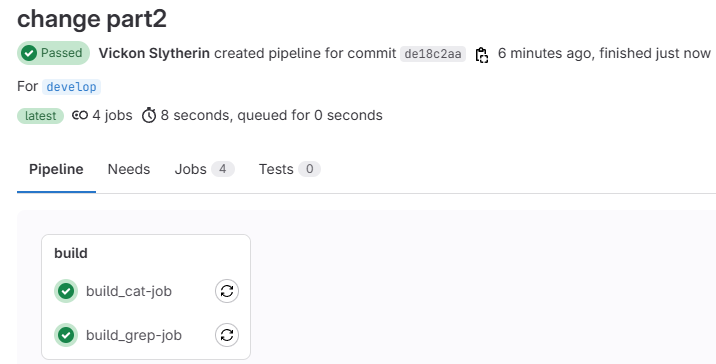 change part2
Passed Vickon Slytherin created pipeline for commit de18c2aa 6 minutes ago, finished just now
For develop
latest 4 jobs 8 seconds, queued for 0 seconds
Pipeline Needs Jobs 4 Tests 0
build
build_cat-job
build_grep-job